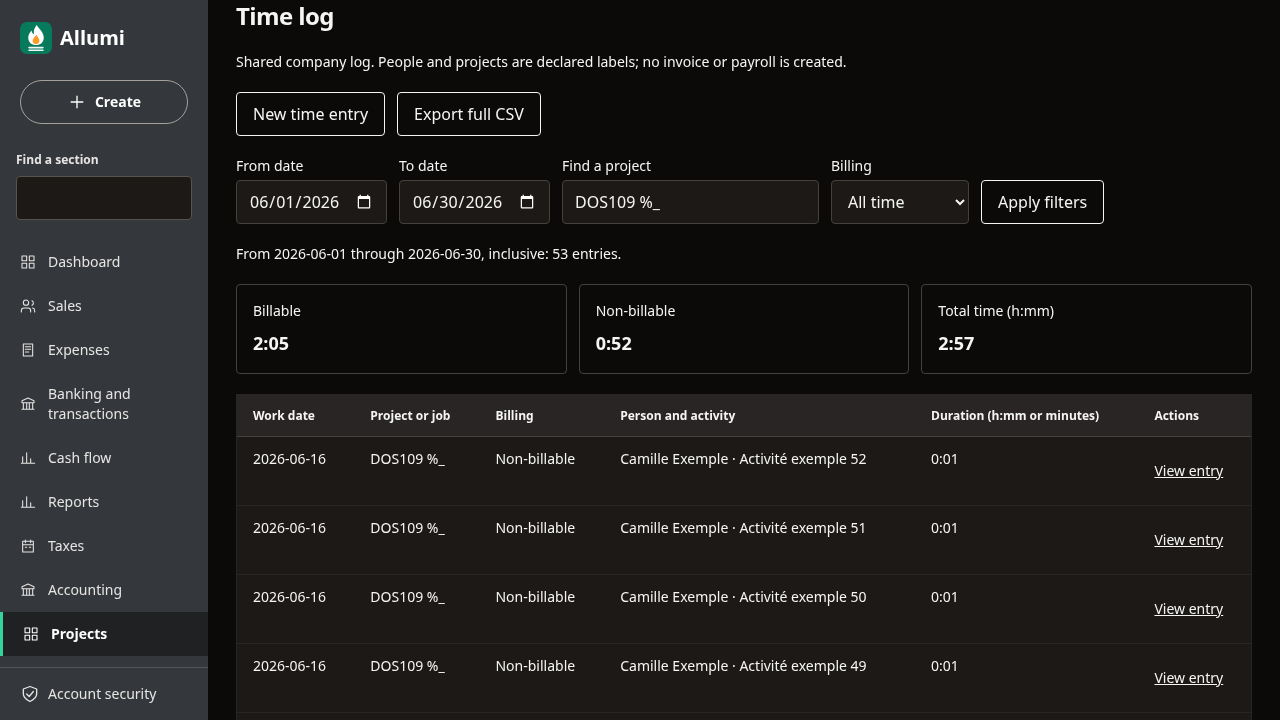 Allumi
Create
Find a section
Dashboard
Sales
Expenses
Banking and
transactions
Cash flow
Reports
Taxes
Accounting
Projects
Account security
Time log
Shared company log. People and projects are declared labels; no invoice or payroll is created.
New time entry Export full CSV
From date To date Find a project Billing
06/01/2026 06/30/2026 DOS109 %_ All time Apply filters
From 2026-06-01 through 2026-06-30, inclusive: 53 entries.
Billable Non-billable Total time (h:mm)
2:05 0:52 2:57
Work date Project or job Billing Person and activity Duration (h:mm or minutes) Actions
2026-06-16 DOS109 %_ Non-billable Camille Exemple · Activité exemple 52 0:01 View entry
2026-06-16 DOS109 %_ Non-billable Camille Exemple · Activité exemple 51 0:01 View entry
2026-06-16 DOS109 %_ Non-billable Camille Exemple · Activité exemple 50 0:01 View entry
2026-06-16 DOS109 %_ Non-billable Camille Exemple · Activité exemple 49 0:01 View entry